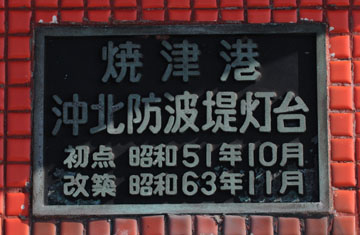 焼津港
沖北防波堤灯台
初点 昭和51年10月
改築 昭和63年11月